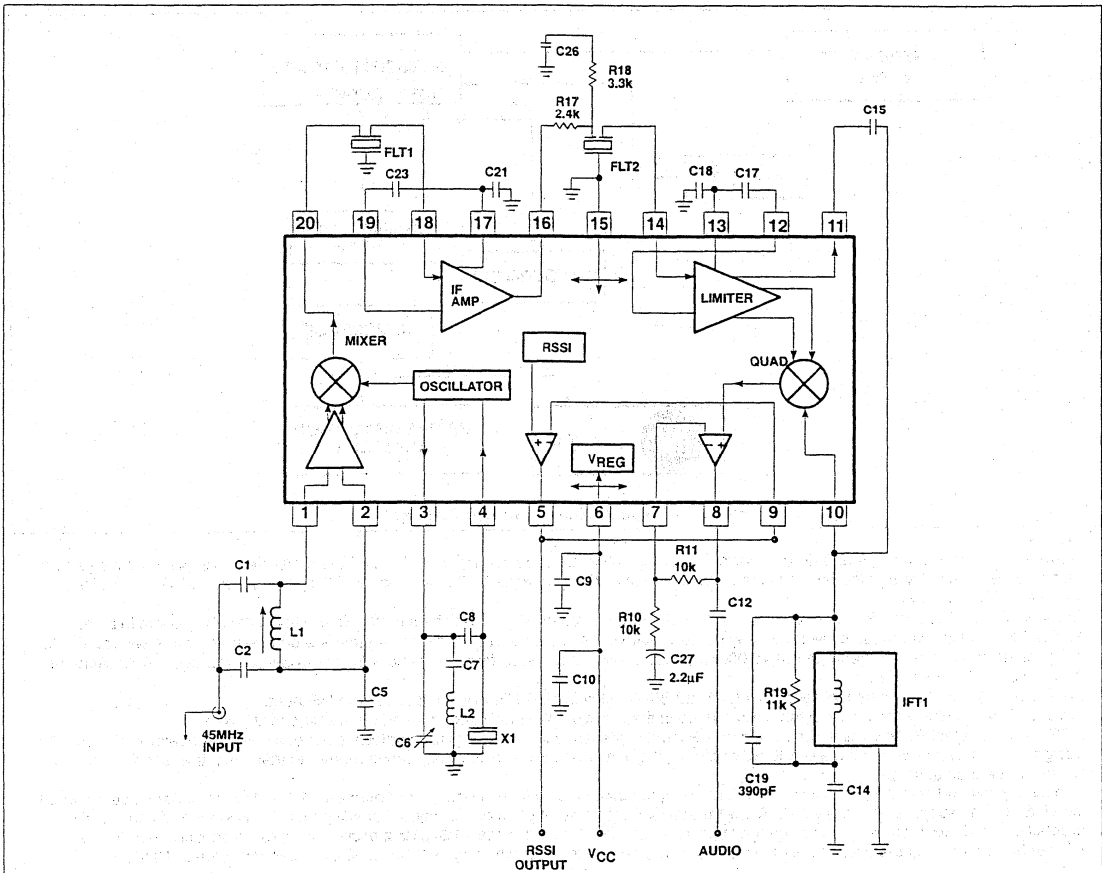 C26
R18
3.3k
R17
2.4k
C15
FLT1
FLT2
C23
C21
C18
C17
20
19
18
17
16
15
14
13
12
11
IF
AMP
LIMITER
MIXER
RSSI
QUAD
OSCILLATOR
+ −
− +
VREG
1
2
3
4
5
6
7
8
9
10
C1
L1
C2
C5
45MHz
INPUT
C8
C7
L2
C6
X1
C9
C10
R11
10k
R10
10k
C12
C27
2.2µF
R19
11k
IFT1
C19
390pF
C14
RSSI
OUTPUT
VCC
AUDIO